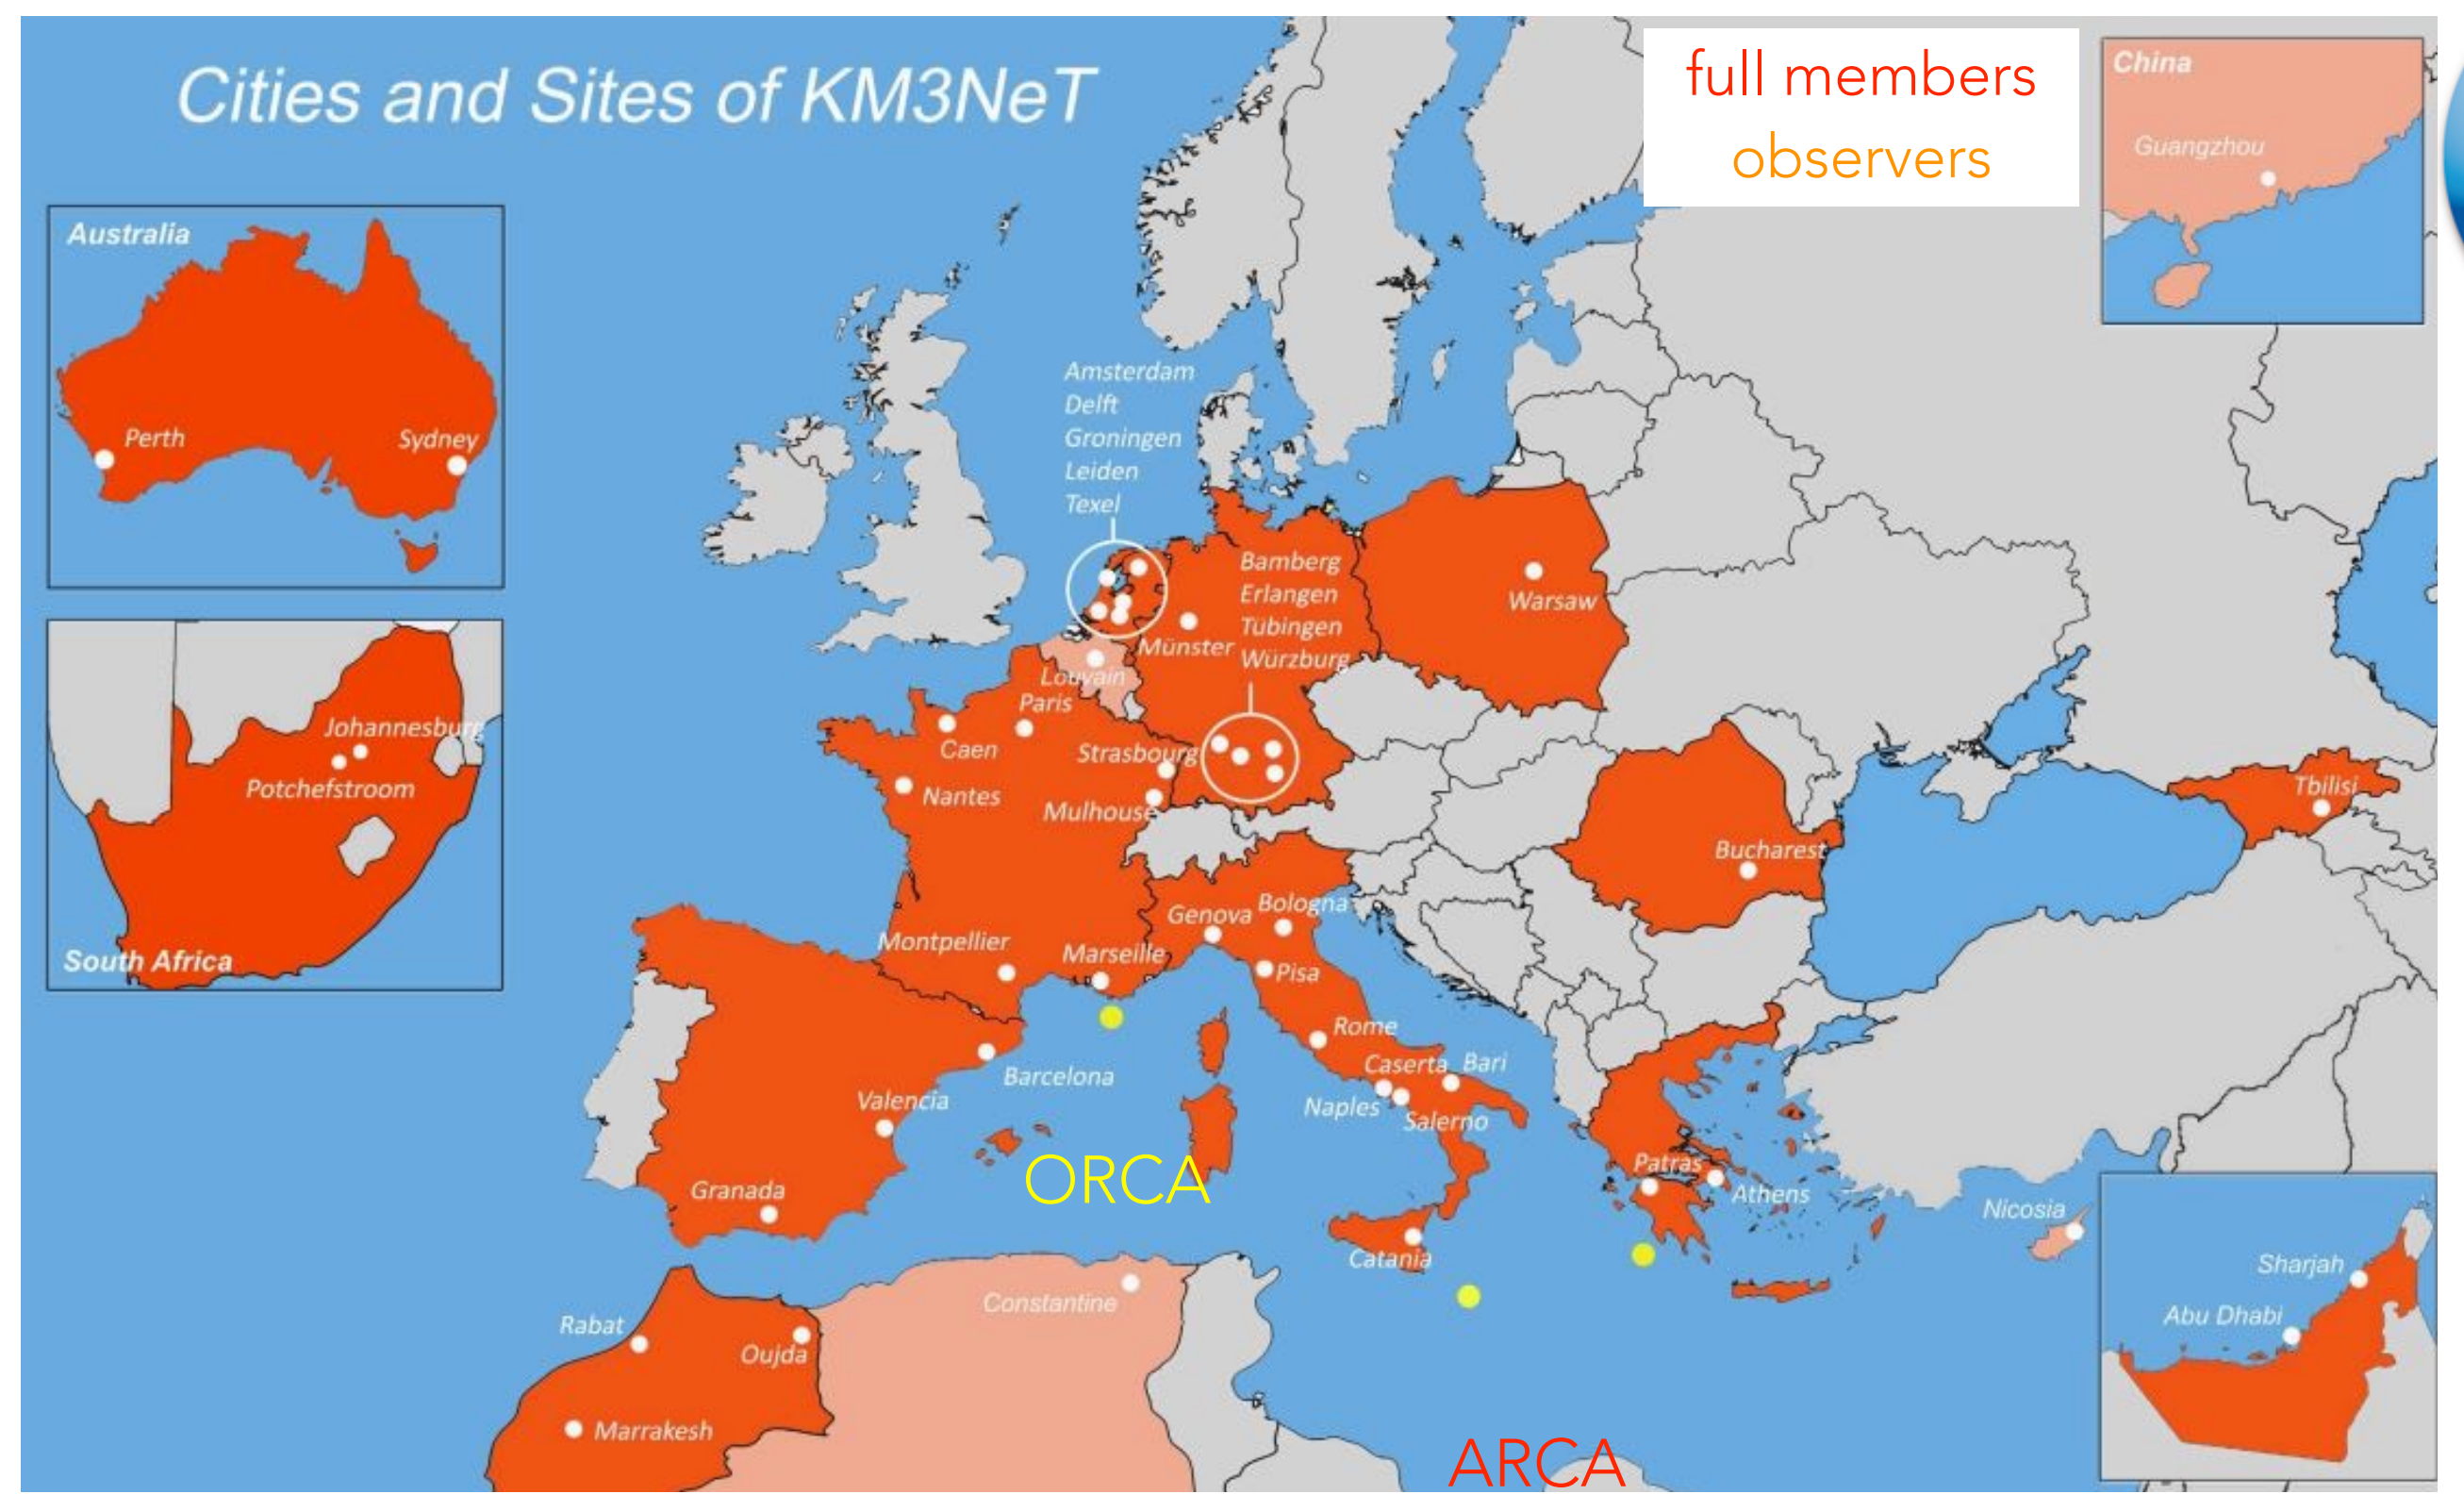 Cities and Sites of KM3NeT
full members
observers
China
Guangzhou
Australia
Perth
Sydney
Amsterdam
Delft
Groningen
Leiden
Texel
Bamberg
Erlangen
Tübingen
Würzburg
Warsaw
Münster
Louvain
Paris
Caen
Strasbourg
Nantes
Mulhouse
Johannesburg
Potchefstroom
South Africa
Tbilisi
Bucharest
Genova
Bologna
Montpellier
Marseille
Pisa
Rome
Barcelona
Caserta
Bari
Naples
Salerno
Valencia
ORCA
Granada
Patras
Athens
Catania
Nicosia
Constantine
Rabat
Oujda
Marrakesh
Sharjah
Abu Dhabi
ARCA